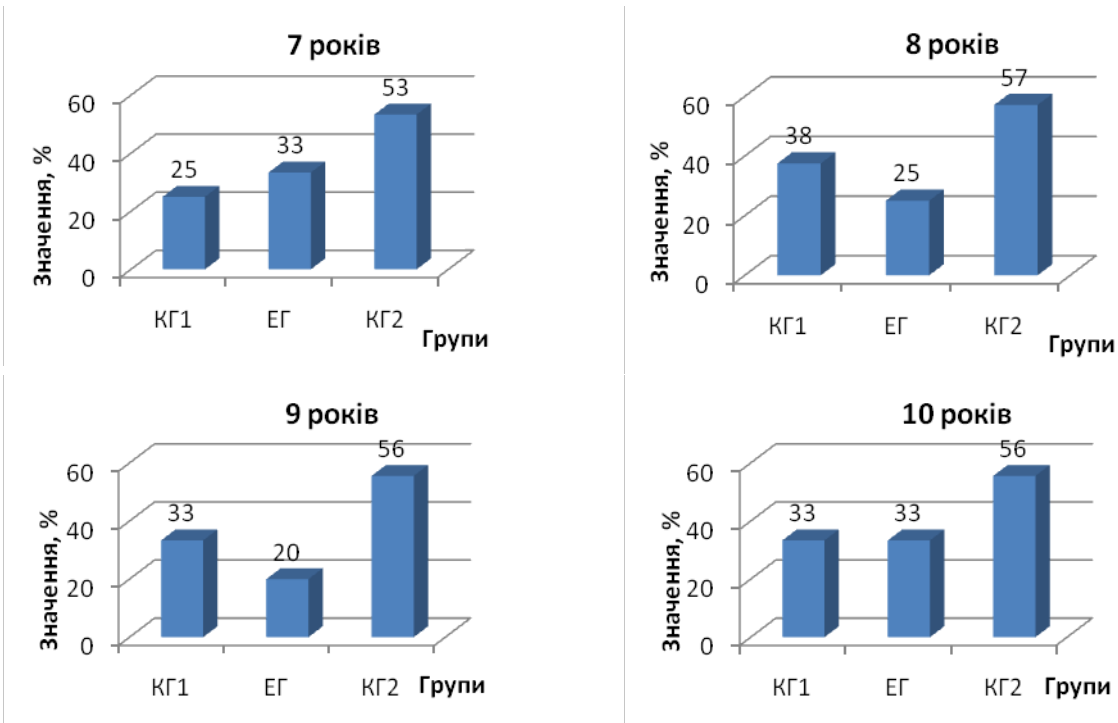 7 років
Значення, %
60
40
20
0
25
33
53
КГ1 ЕГ КГ2
Групи
8 років
Значення, %
60
40
20
0
38
25
57
КГ1 ЕГ КГ2
Групи
9 років
Значення, %
60
40
20
0
33
20
56
КГ1 ЕГ КГ2 Групи
10 років
Значення, %
60
40
20
0
33
33
56
КГ1 ЕГ КГ2 Групи